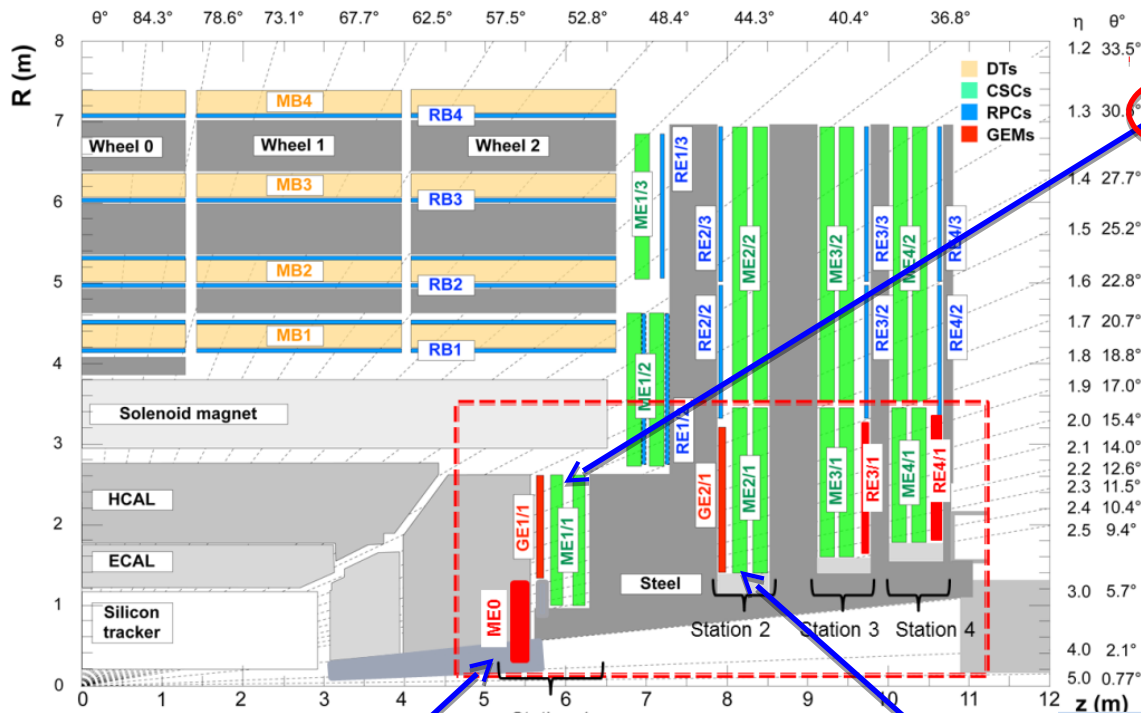 θ° 84.3° 78.6° 73.1° 67.7° 62.5° 57.5° 52.8° 48.4° 44.3° 40.4° 36.8° η θ°
R (m)
8
7
6
5
4
3
2
1
0
1.2 33.5°
1.3
1.4 27.7°
1.5 25.2°
1.6 22.8°
1.7 20.7°
1.8 18.8°
1.9 17.0°
2.0 15.4°
2.1 14.0°
2.2 12.6°
2.3 11.5°
2.4 10.4°
2.5 9.4°
3.0 5.7°
4.0 2.1°
5.0 0.77°
DTs
CSCs
RPCs
GEMs
MB4
RB4
Wheel 0
Wheel 1
Wheel 2
MB3
RB3
MB2
RB2
MB1
RB1
Solenoid magnet
HCAL
ECAL
Silicon
tracker
Steel
ME1/3
RE1/3
RE2/3
ME2/2
ME3/2
RE3/3
ME4/2
RE4/3
RE2/2
RE3/2
RE4/2
ME1/2
RE1/2
GE1/1
ME1/1
GE2/1
ME2/1
ME3/1
RE3/1
ME4/1
RE4/1
ME0
Station 2
Station 3
Station 4
0 1 2 3 4 5 6 7 8 9 10 11 12
z (m)